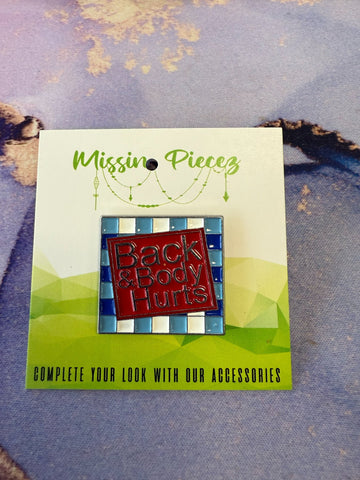 Missin Piecez
Back
& Body
Hurts
COMPLETE YOUR LOOK WITH OUR ACCESSORIES